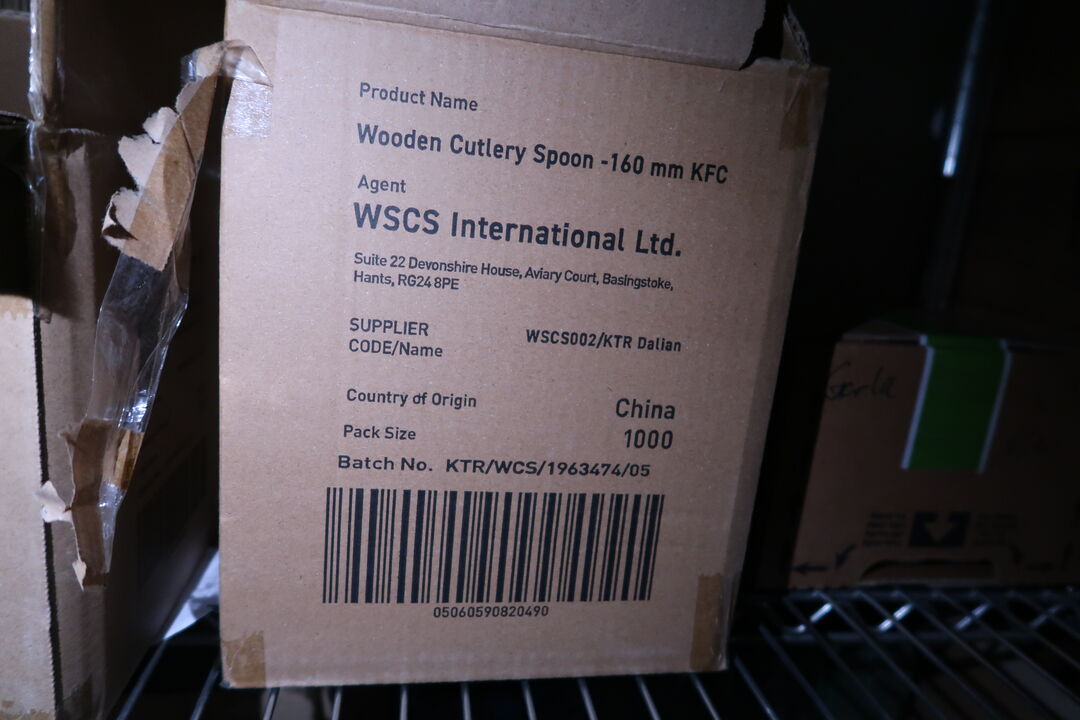 Product Name
Wooden Cutlery Spoon -160 mm KFC
Agent
WSCS International Ltd.
Suite 22 Devonshire House, Aviary Court, Basingstoke,
Hants, RG24 8PE
SUPPLIER
CODE/Name
WSCS002/KTR Dalian
Country of Origin
China
Pack Size
1000
Batch No. KTR/WCS/1963474/05
05060590820490